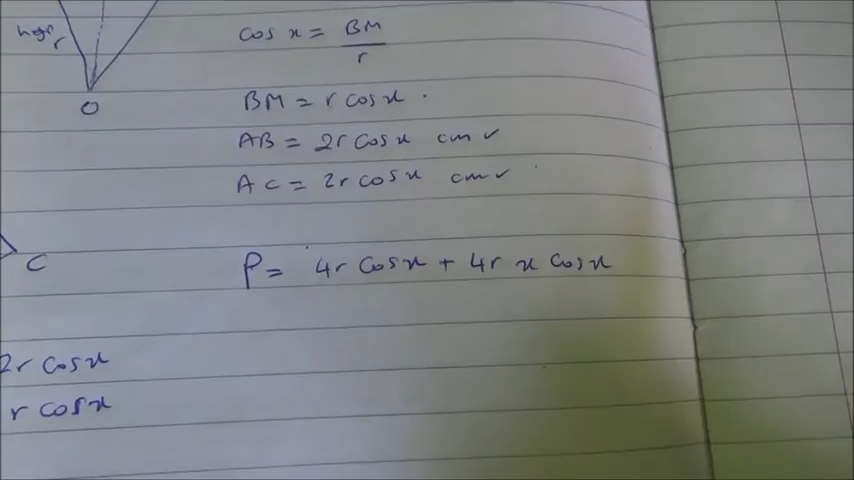 r
O
cos x = BM / r
BM = r cos x .
AB = 2r cos x cm ✓
AC = 2r cos x cm ✓
C
P = 4r cos x + 4r x cos x
2r cos x
r cos x